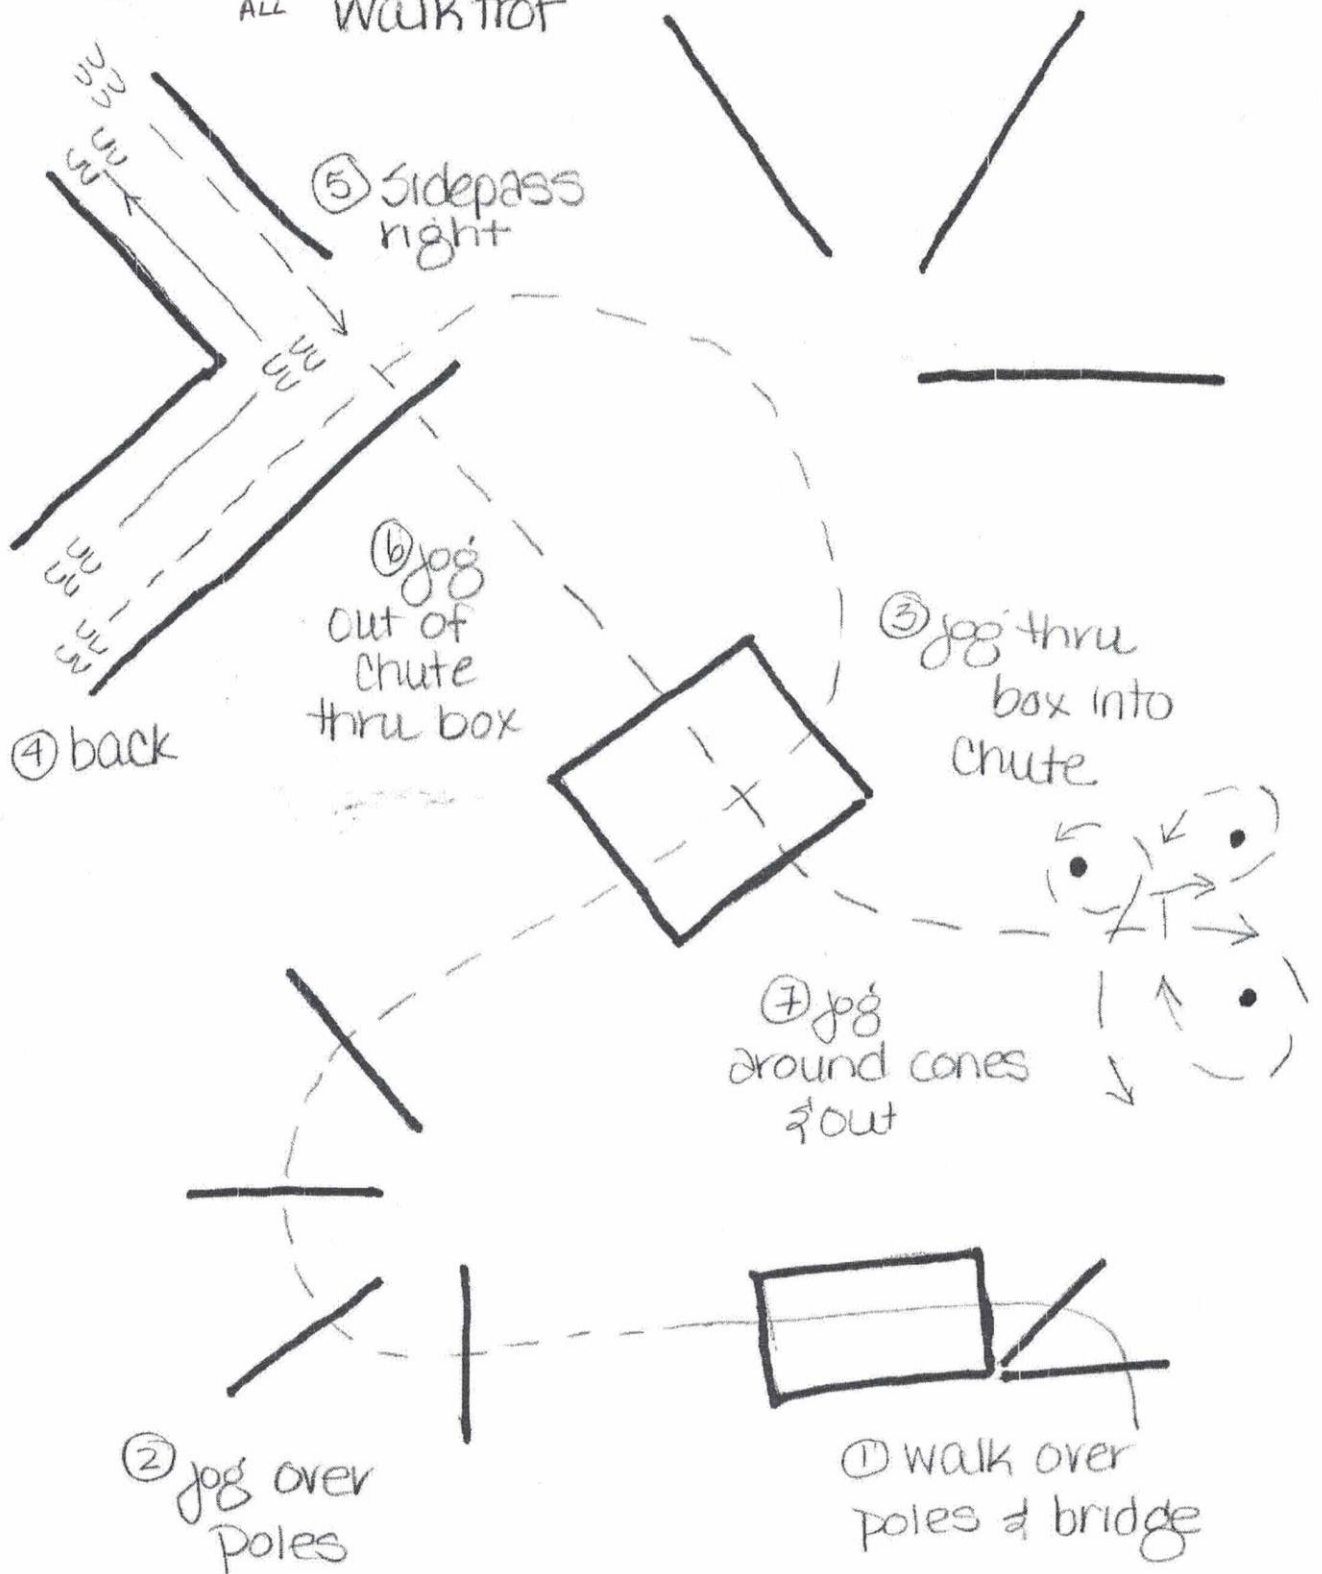 ALL Walk trot
⑤ Sidepass
right
⑥ jog
out of
chute
thru box
③ jog thru
box into
chute
④ back
⑦ jog
around cones
& out
② jog over
poles
① walk over
poles & bridge